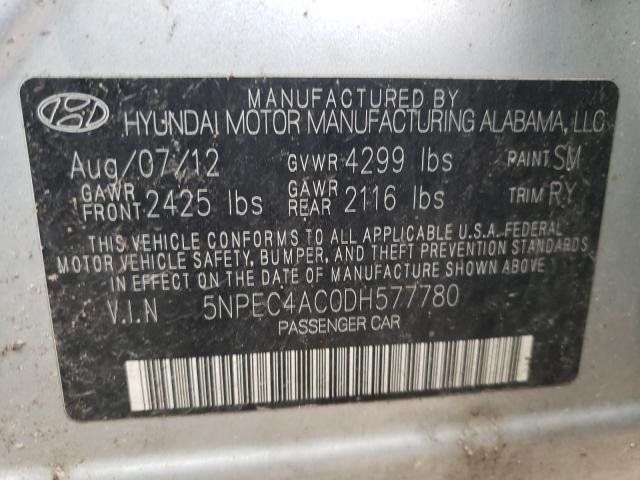 MANUFACTURED BY
HYUNDAI MOTOR MANUFACTURING ALABAMA, LLC
Aug/07/12 GVWR 4299 lbs PAINT SM
GAWR FRONT 2425 lbs GAWR REAR 2116 lbs TRIM RY
THIS VEHICLE CONFORMS TO ALL APPLICABLE U.S.A. FEDERAL
MOTOR VEHICLE SAFETY, BUMPER, AND THEFT PREVENTION STANDARDS
IN EFFECT ON THE DATE OF MANUFACTURE SHOWN ABOVE.
V.I.N 5NPEC4AC0DH577780
PASSENGER CAR